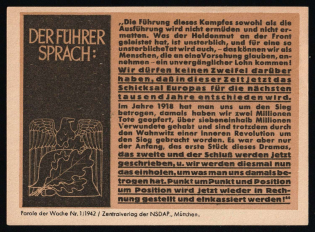 DER FÜHRER
SPRACH:
„Die Führung dieses Kampfes sowohl als die
Ausführung wird nicht ermüden und nicht er-
matten. Was der Heldenmut an der Front
geleistet hat, ist unsterblich, und für eine so
unsterbliche Tat wird auch, – das können wir als
Menschen, die an eine Vorsehung glauben, an-
nehmen – ein unvergänglicher Lohn kommen!
Wir dürfen keinen Zweifel darüber
haben, daß in dieser Zeit jetzt das
Schicksal Europas für die nächsten
tausend Jahre entschieden wird.
Im Jahre 1918 hat man uns um den Sieg
betrogen, damals haben wir zwei Millionen
Tote geopfert, über siebeneinhalb Millionen
Verwundete gehabt und sind trotzdem durch
den Wahnwitz einer inneren Revolution um
den Sieg gebracht worden. Es war aber nur
der Anfang, das erste Stück dieses Dramas,
das zweite und der Schluß werden jetzt
geschrieben, u. wir werden diesmal nun
das einholen, um was man uns damals be-
trogen hat. Punkt um Punkt und Position
um Position wird jetzt wieder in Rech-
nung gestellt und einkassiert werden!"
Parole der Woche Nr. 1/1942 / Zentralverlag der NSDAP., München.